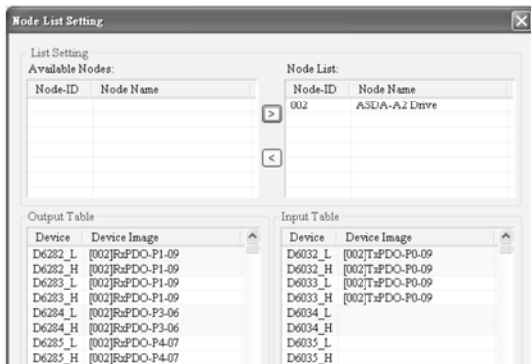 Node List Setting
List Setting
Available Nodes:
Node-ID Node Name
Node List:
Node-ID Node Name
002 ASDA-A2 Drive
Output Table
Device Device Image
D6282_L [002]RxPDO-P1-09
D6282_H [002]RxPDO-P1-09
D6283_L [002]RxPDO-P1-09
D6283_H [002]RxPDO-P1-09
D6284_L [002]RxPDO-P3-06
D6284_H [002]RxPDO-P3-06
D6285_L [002]RxPDO-P4-07
D6285_H [002]RxPDO-P4-07
Input Table
Device Device Image
D6032_L [002]TxPDO-P0-09
D6032_H [002]TxPDO-P0-09
D6033_L [002]TxPDO-P0-09
D6033_H [002]TxPDO-P0-09
D6034_L
D6034_H
D6035_L
D6035_H